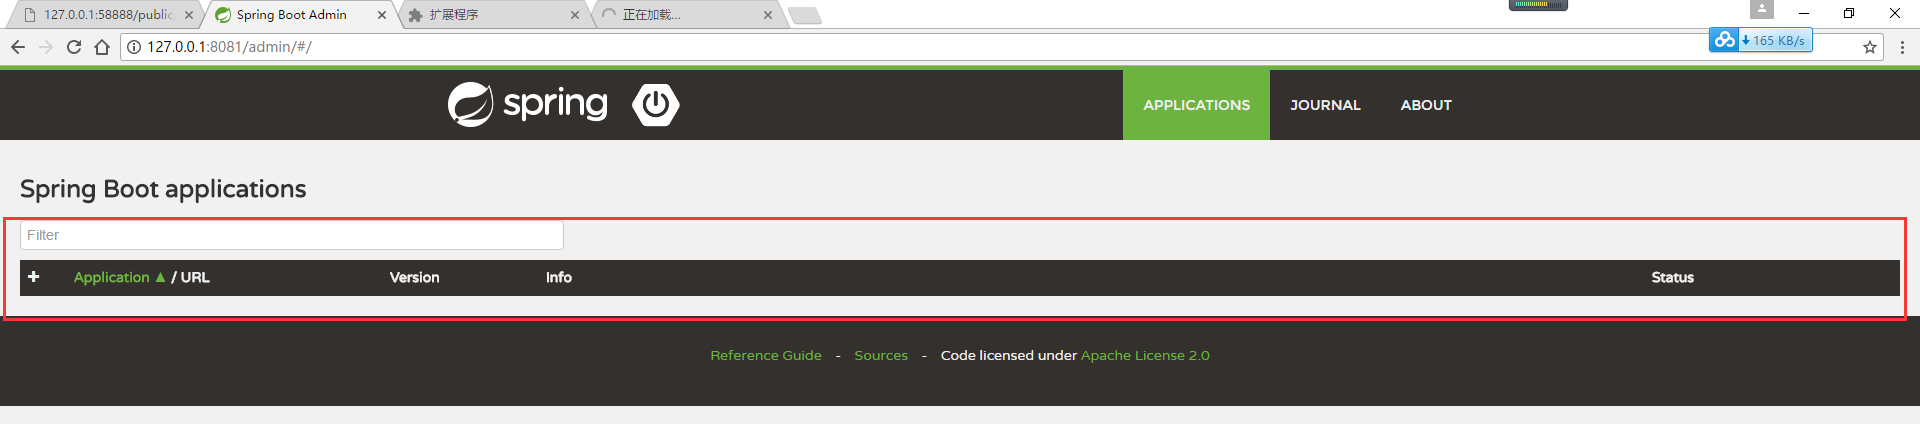 127.0.0.1:58888/public
Spring Boot Admin
扩展程序
正在加载...
127.0.0.1:8081/admin/#/
165 KB/s
spring
APPLICATIONS
JOURNAL
ABOUT
Spring Boot applications
Filter
Application ▲ / URL
Version
Info
Status
Reference Guide - Sources - Code licensed under Apache License 2.0